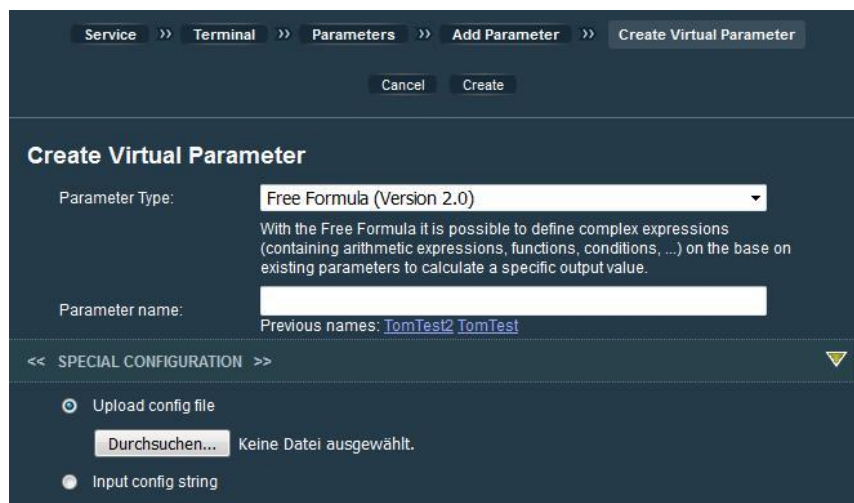 Service >> Terminal >> Parameters >> Add Parameter >> Create Virtual Parameter
Cancel Create
Create Virtual Parameter
Parameter Type: Free Formula (Version 2.0)
With the Free Formula it is possible to define complex expressions
(containing arithmetic expressions, functions, conditions, ...) on the base on
existing parameters to calculate a specific output value.
Parameter name:
Previous names: TomTest2 TomTest
<< SPECIAL CONFIGURATION >>
Upload config file
Durchsuchen... Keine Datei ausgewählt.
Input config string